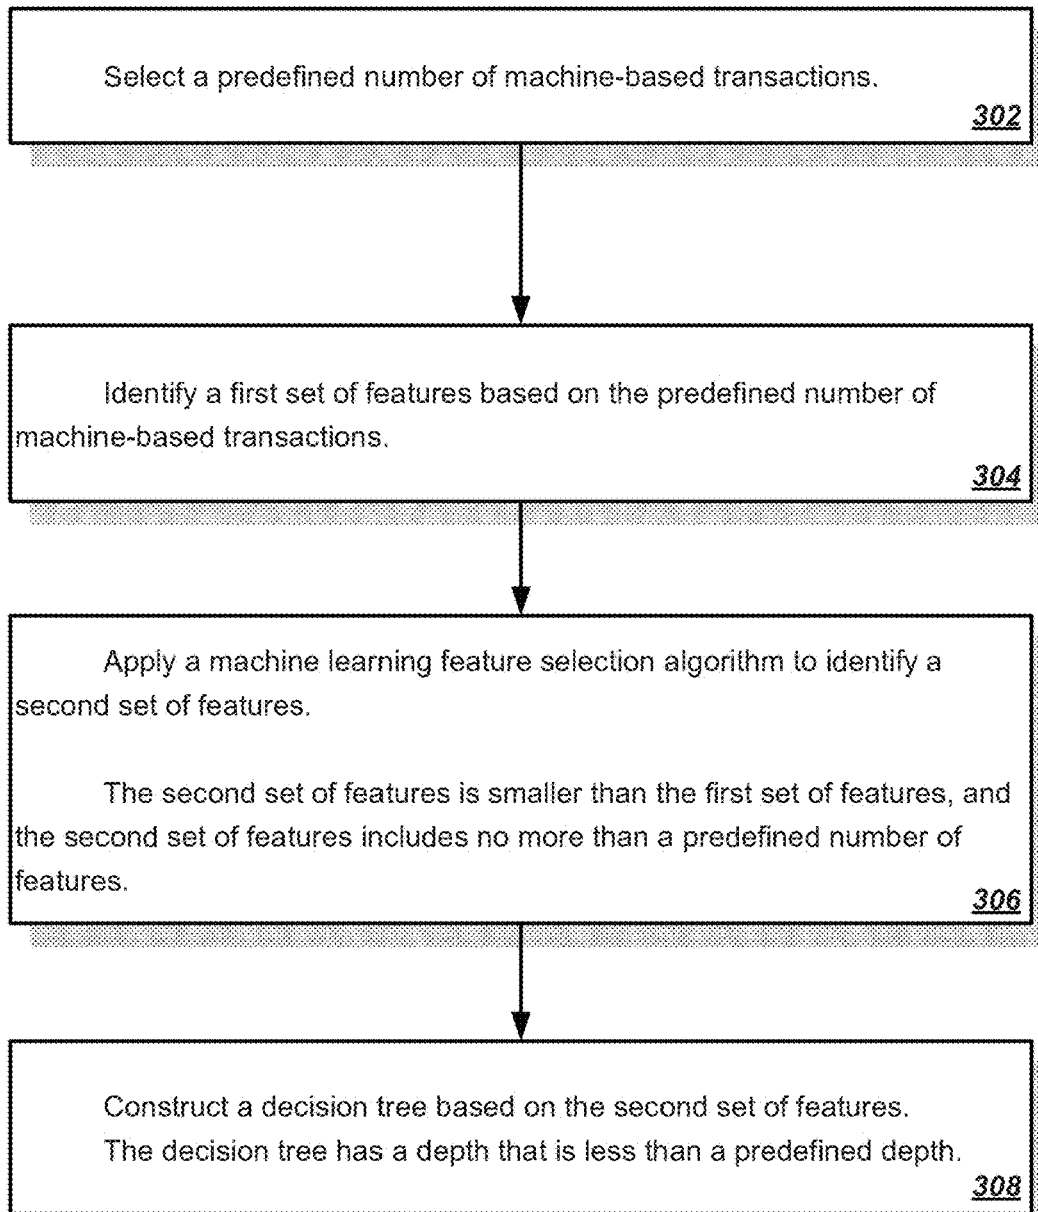 Select a predefined number of machine-based transactions.
302
Identify a first set of features based on the predefined number of
machine-based transactions.
304
Apply a machine learning feature selection algorithm to identify a
second set of features.
The second set of features is smaller than the first set of features, and
the second set of features includes no more than a predefined number of
features.
306
Construct a decision tree based on the second set of features.
The decision tree has a depth that is less than a predefined depth.
308